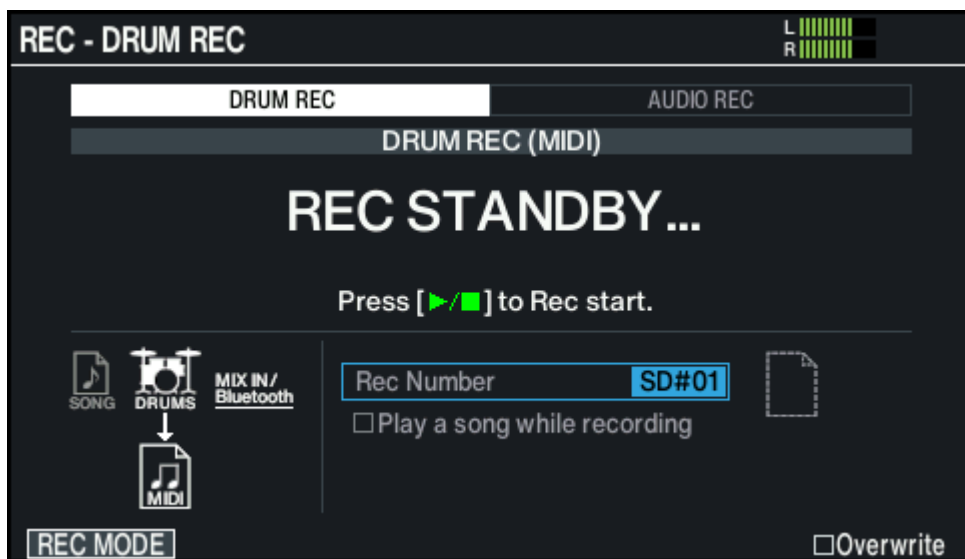 REC - DRUM REC
L
R
DRUM REC
AUDIO REC
DRUM REC (MIDI)
REC STANDBY...
Press [▶/■] to Rec start.
SONG
DRUMS
MIX IN/
Bluetooth
MIDI
Rec Number SD#01
☐Play a song while recording
REC MODE
☐Overwrite